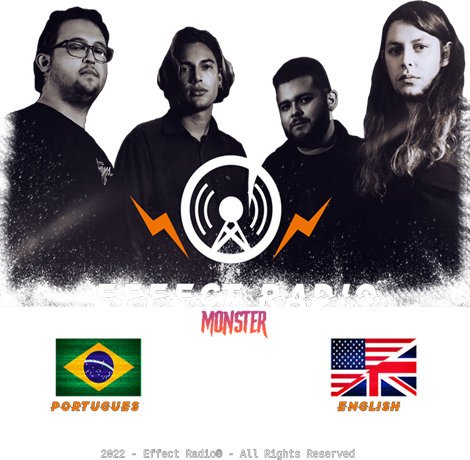 EFFECT RADIO
MONSTER
PORTUGUES
ENGLISH
2022 - Effect Radio® - All Rights Reserved